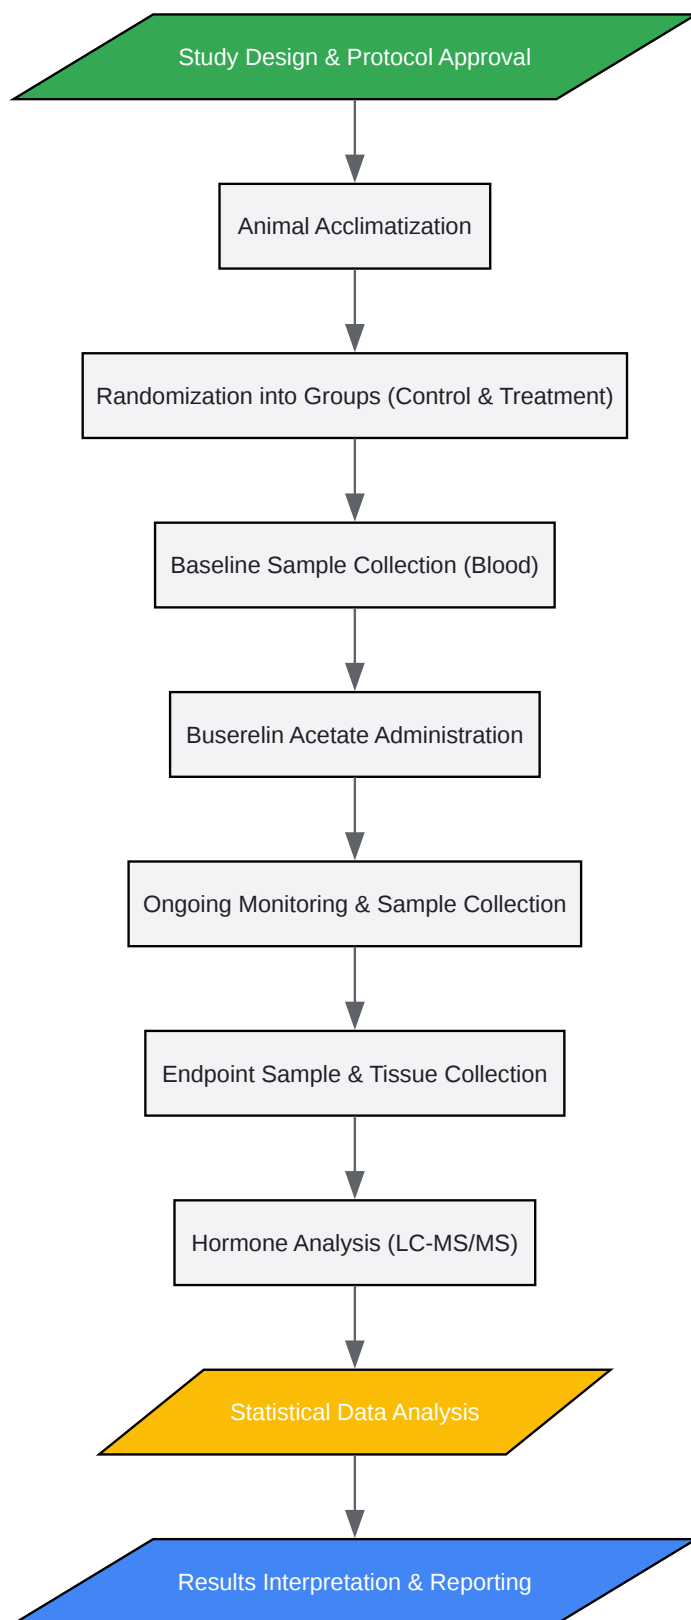 Study Design & Protocol Approval
Animal Acclimatization
Randomization into Groups (Control & Treatment)
Baseline Sample Collection (Blood)
Buserelin Acetate Administration
Ongoing Monitoring & Sample Collection
Endpoint Sample & Tissue Collection
Hormone Analysis (LC-MS/MS)
Statistical Data Analysis
Results Interpretation & Reporting